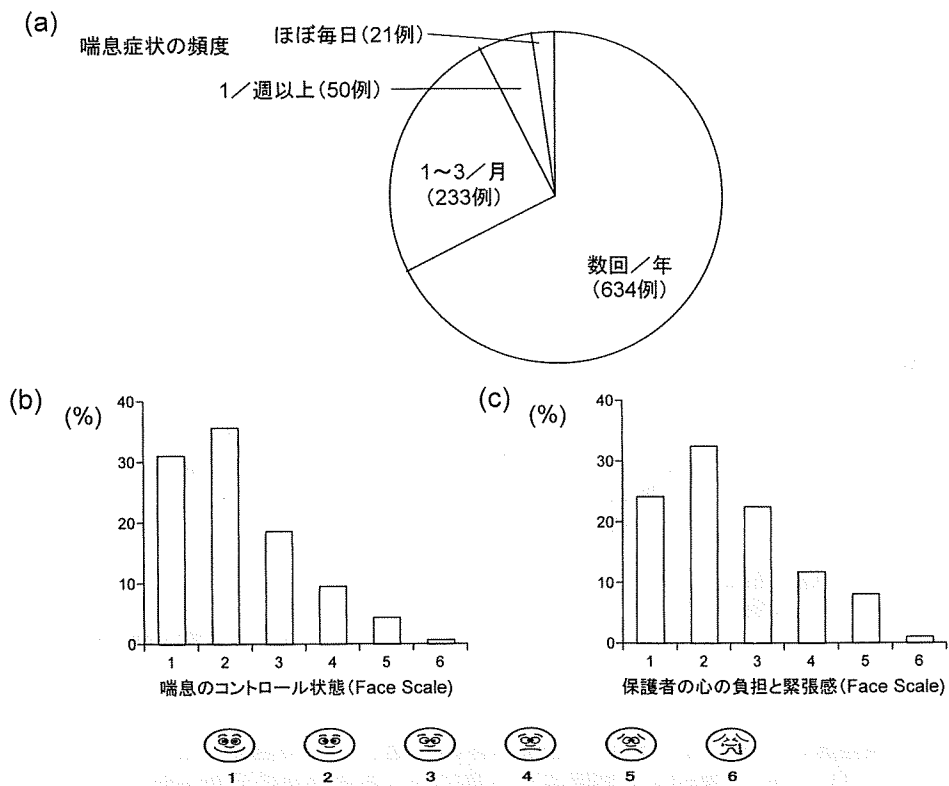 (a)
喘息症状の頻度
ほぼ毎日(21例)
1/週以上(50例)
1~3/月
(233例)
数回/年
(634例)
(b)
(%)
40
30
20
10
0
1 2 3 4 5 6
喘息のコントロール状態(Face Scale)
(c)
(%)
40
30
20
10
0
1 2 3 4 5 6
保護者の心の負担と緊張感(Face Scale)
1 2 3 4 5 6